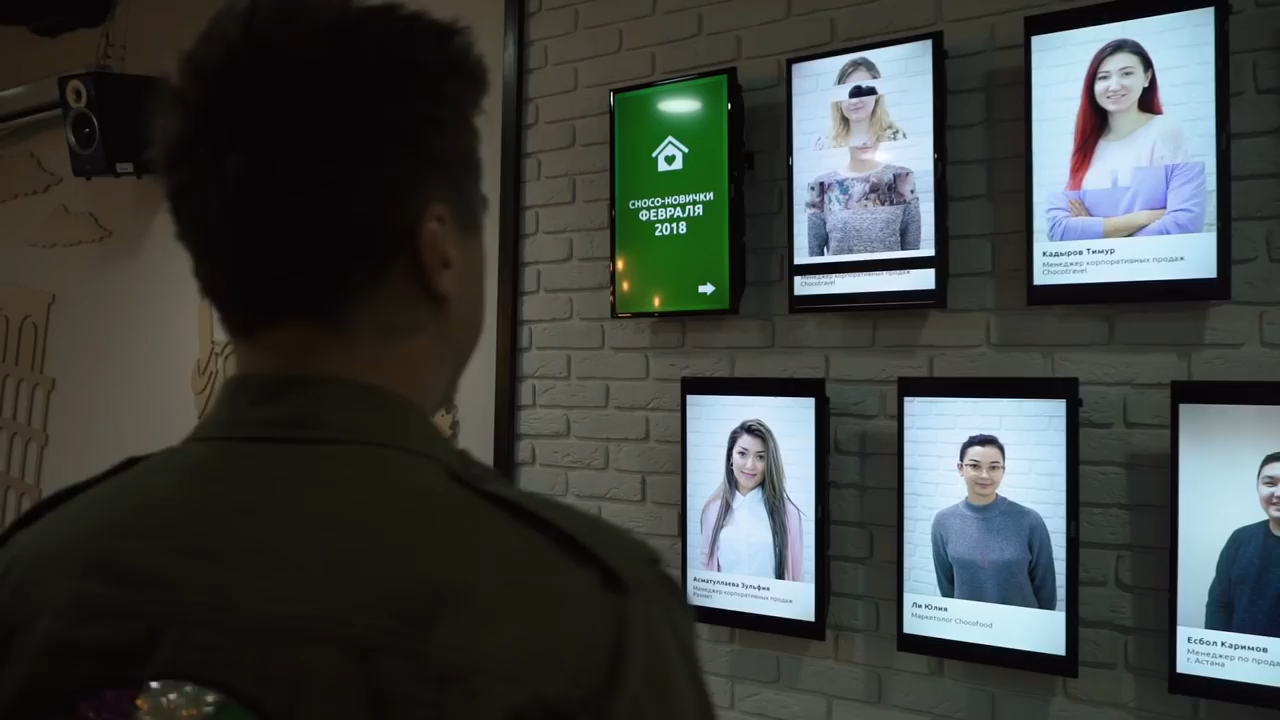 CHOCO-НОВИЧКИ
ФЕВРАЛЯ
2018
Менеджер корпоративных продаж
Chocotravel
Кадыров Тимур
Менеджер корпоративных продаж
Chocotravel
Асматуллаева Зульфия
Менеджер корпоративных продаж
Ли Юлия
Маркетолог Chocofood
Есбол Каримов
Менеджер по прода
г. Астана